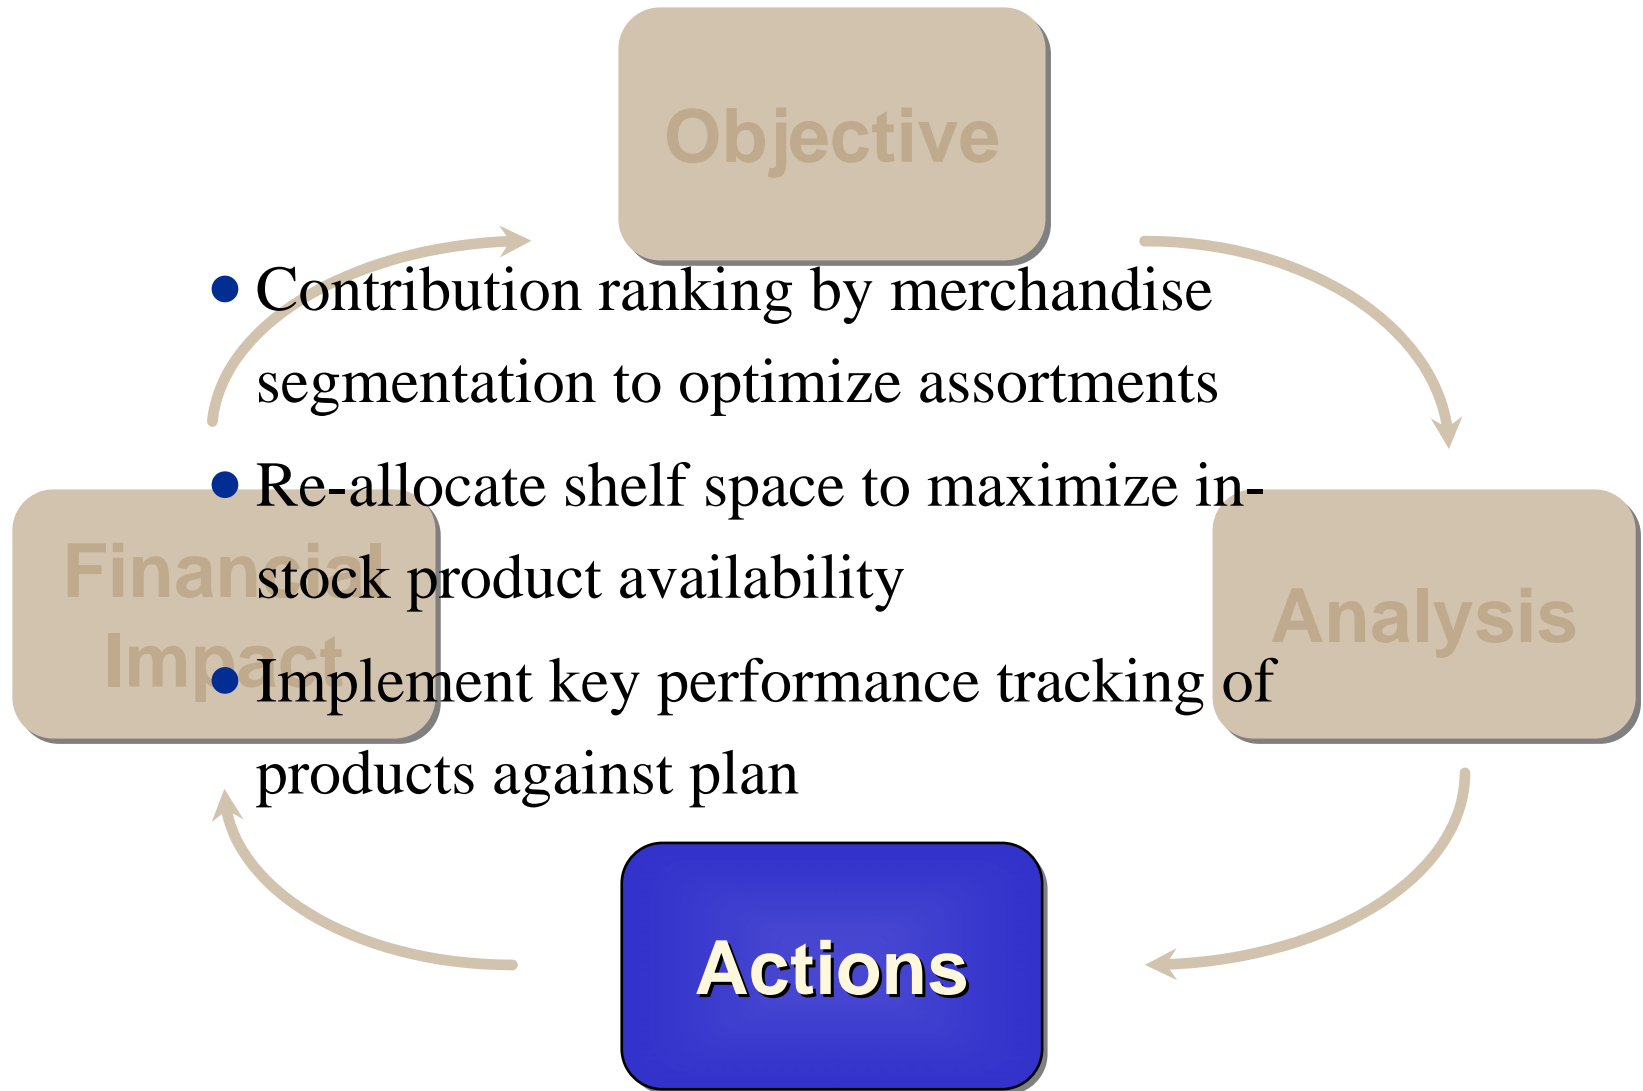 Objective
• Contribution ranking by merchandise
segmentation to optimize assortments
• Re-allocate shelf space to maximize in-
stock product availability
• Implement key performance tracking of
products against plan
Financial
Impact
Analysis
Actions